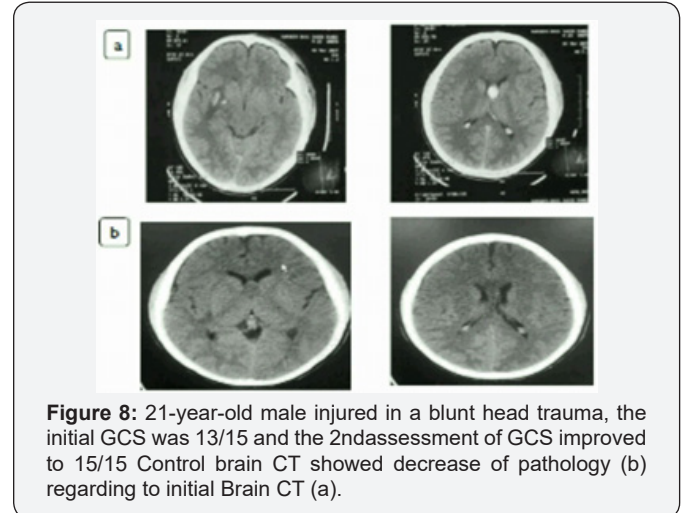 a
b
Figure 8: 21-year-old male injured in a blunt head trauma, the
initial GCS was 13/15 and the 2ndassessment of GCS improved
to 15/15 Control brain CT showed decrease of pathology (b)
regarding to initial Brain CT (a).